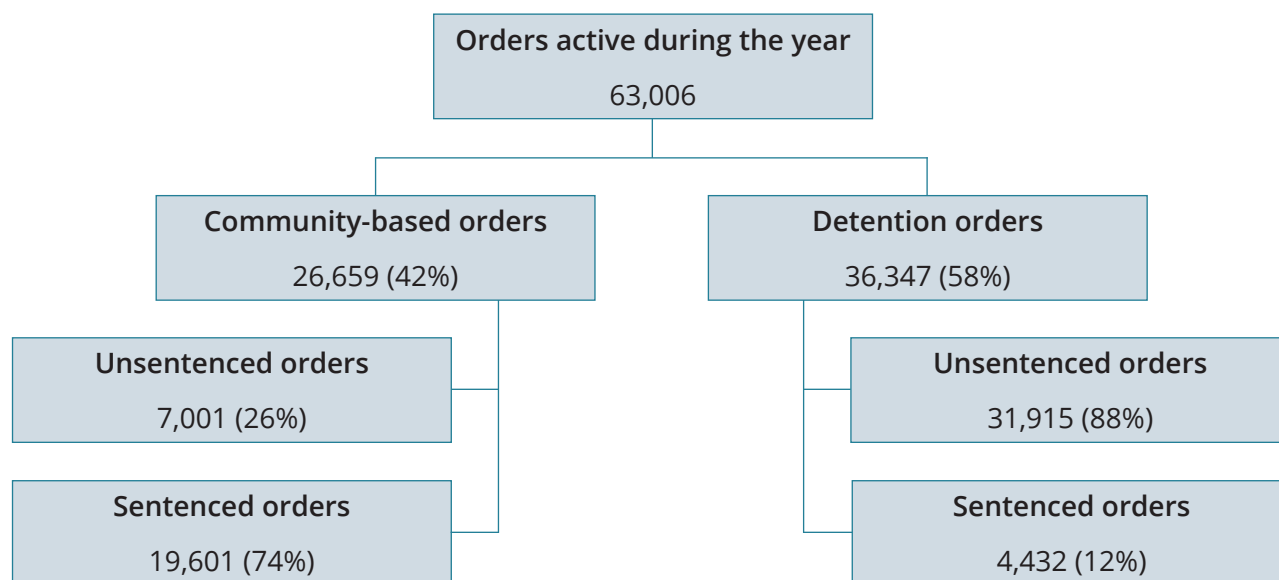 Orders active during the year
63,006
Community-based orders
26,659 (42%)
Detention orders
36,347 (58%)
Unsentenced orders
7,001 (26%)
Unsentenced orders
31,915 (88%)
Sentenced orders
19,601 (74%)
Sentenced orders
4,432 (12%)